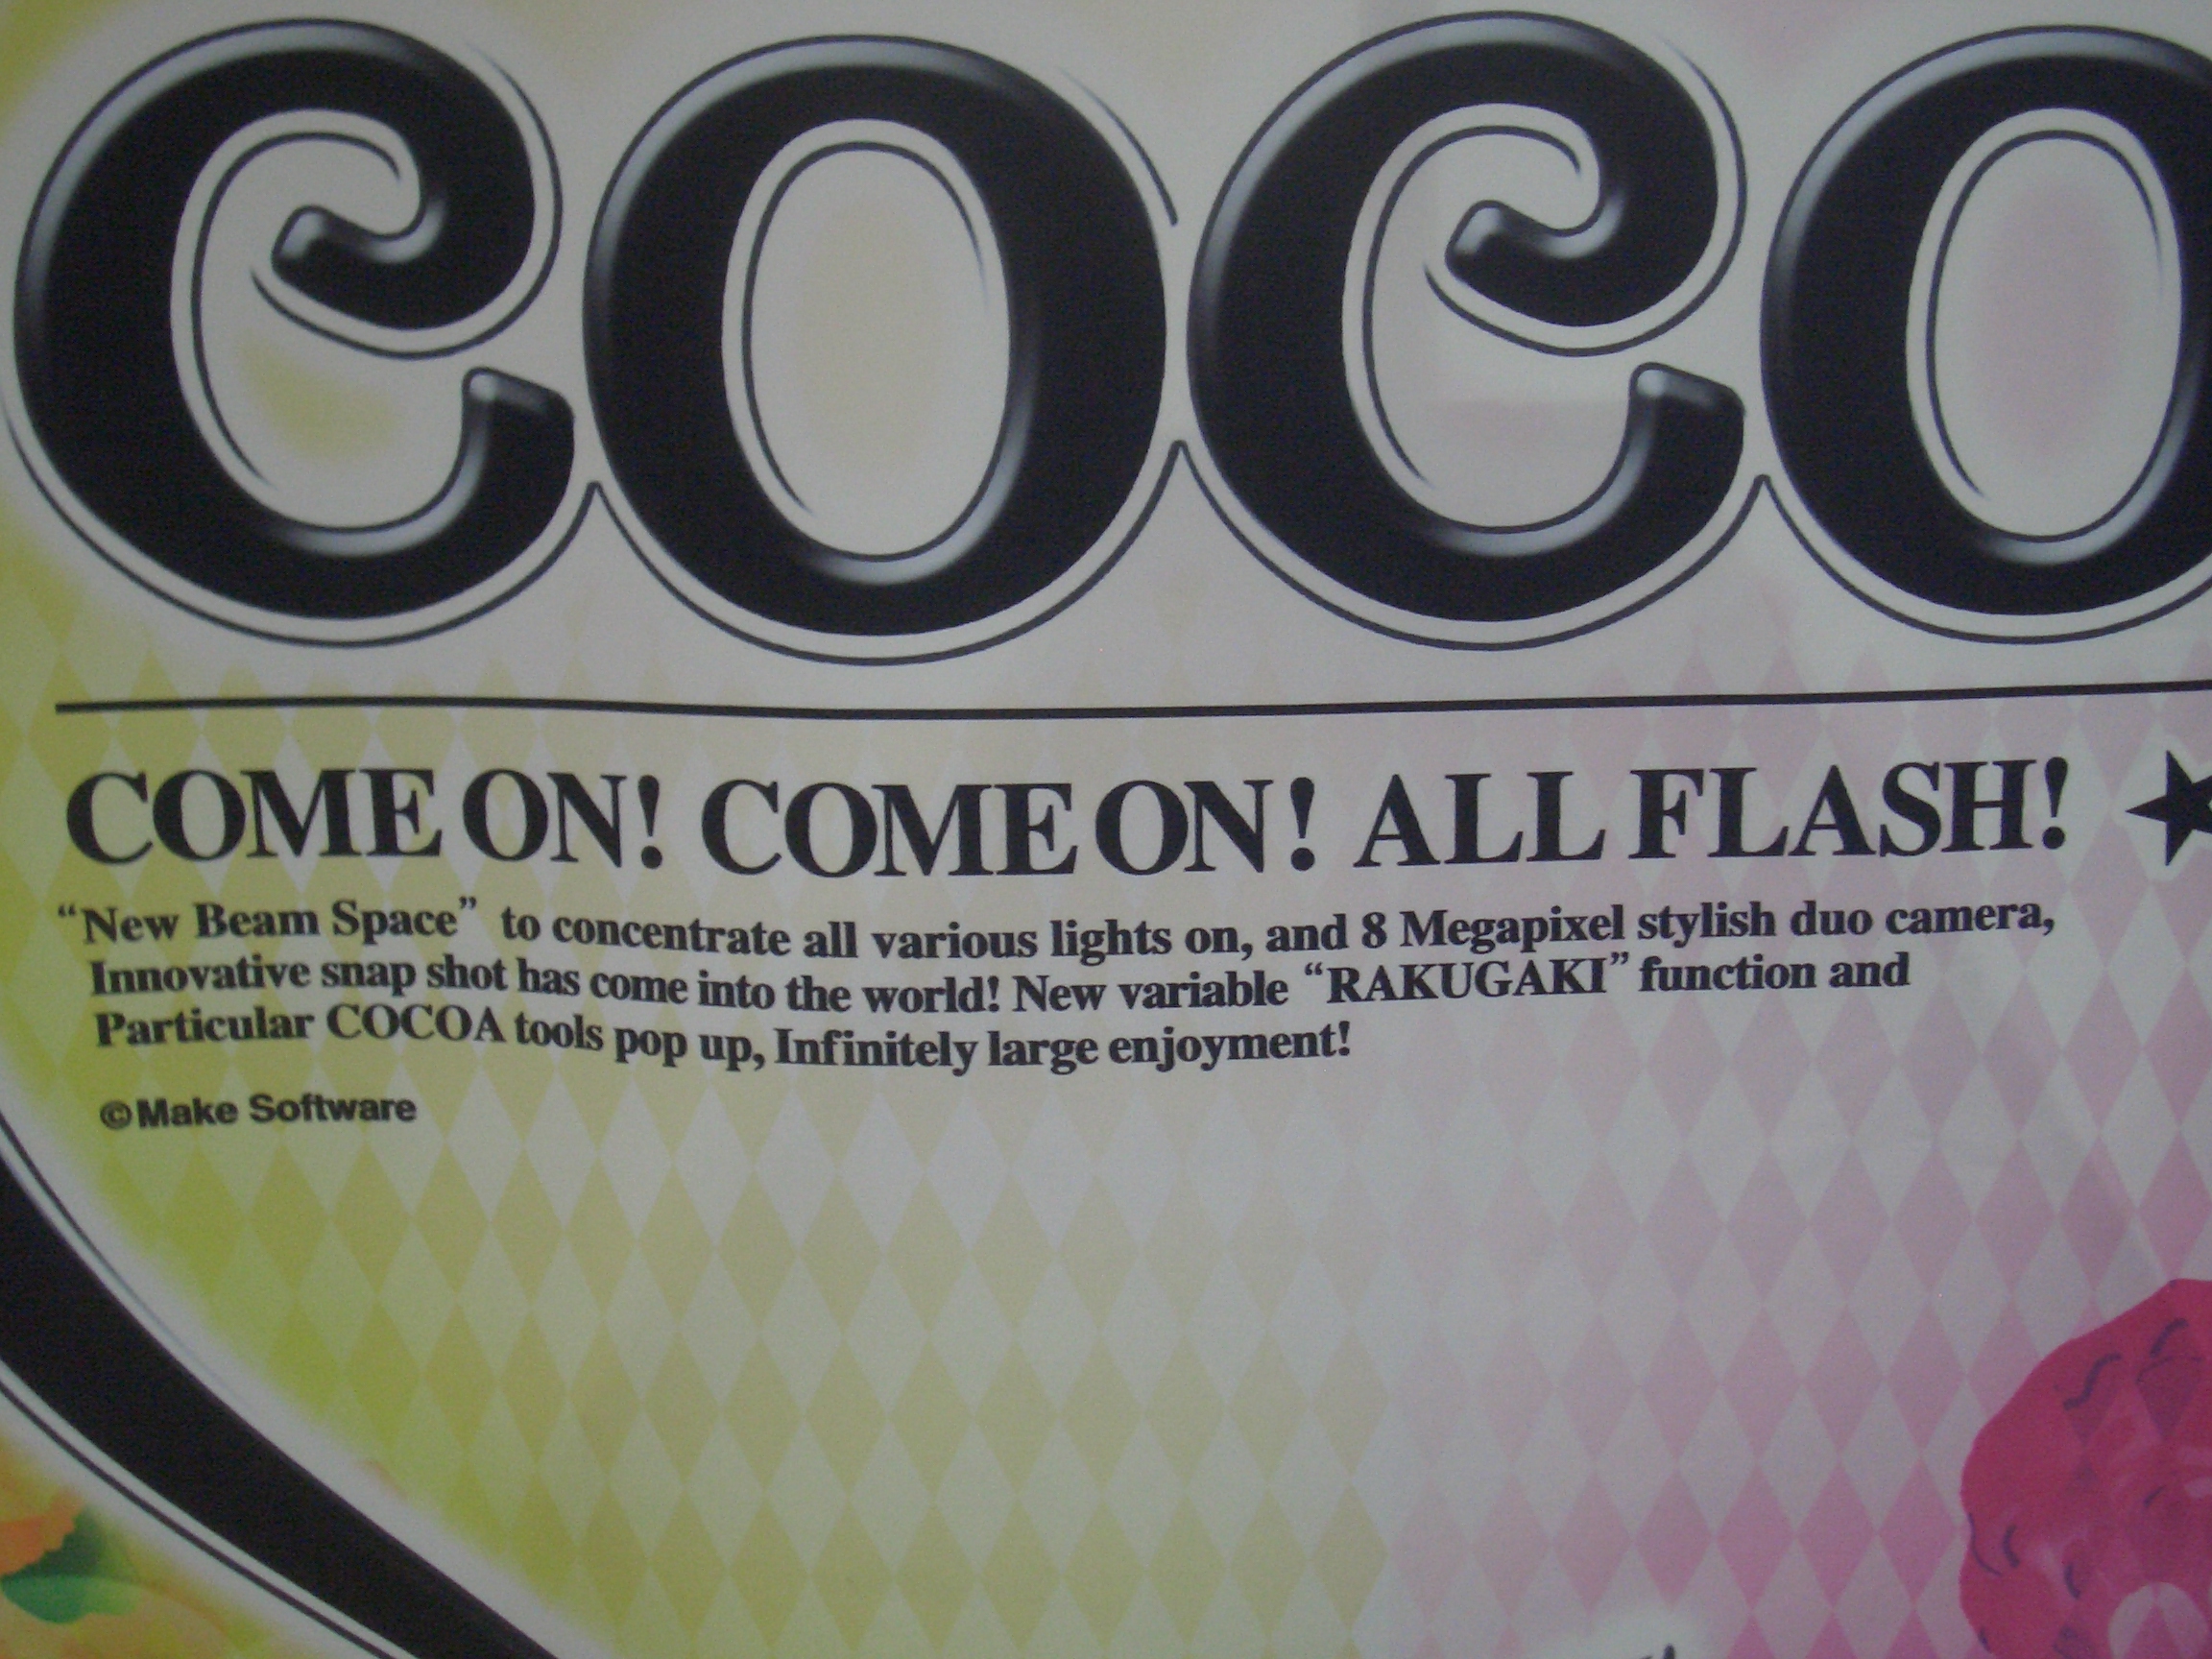 COCO
COME ON! COME ON! ALL FLASH! ★
“New Beam Space” to concentrate all various lights on, and 8 Megapixel stylish duo camera,
Innovative snap shot has come into the world! New variable “RAKUGAKI” function and
Particular COCOA tools pop up, Infinitely large enjoyment!
©Make Software